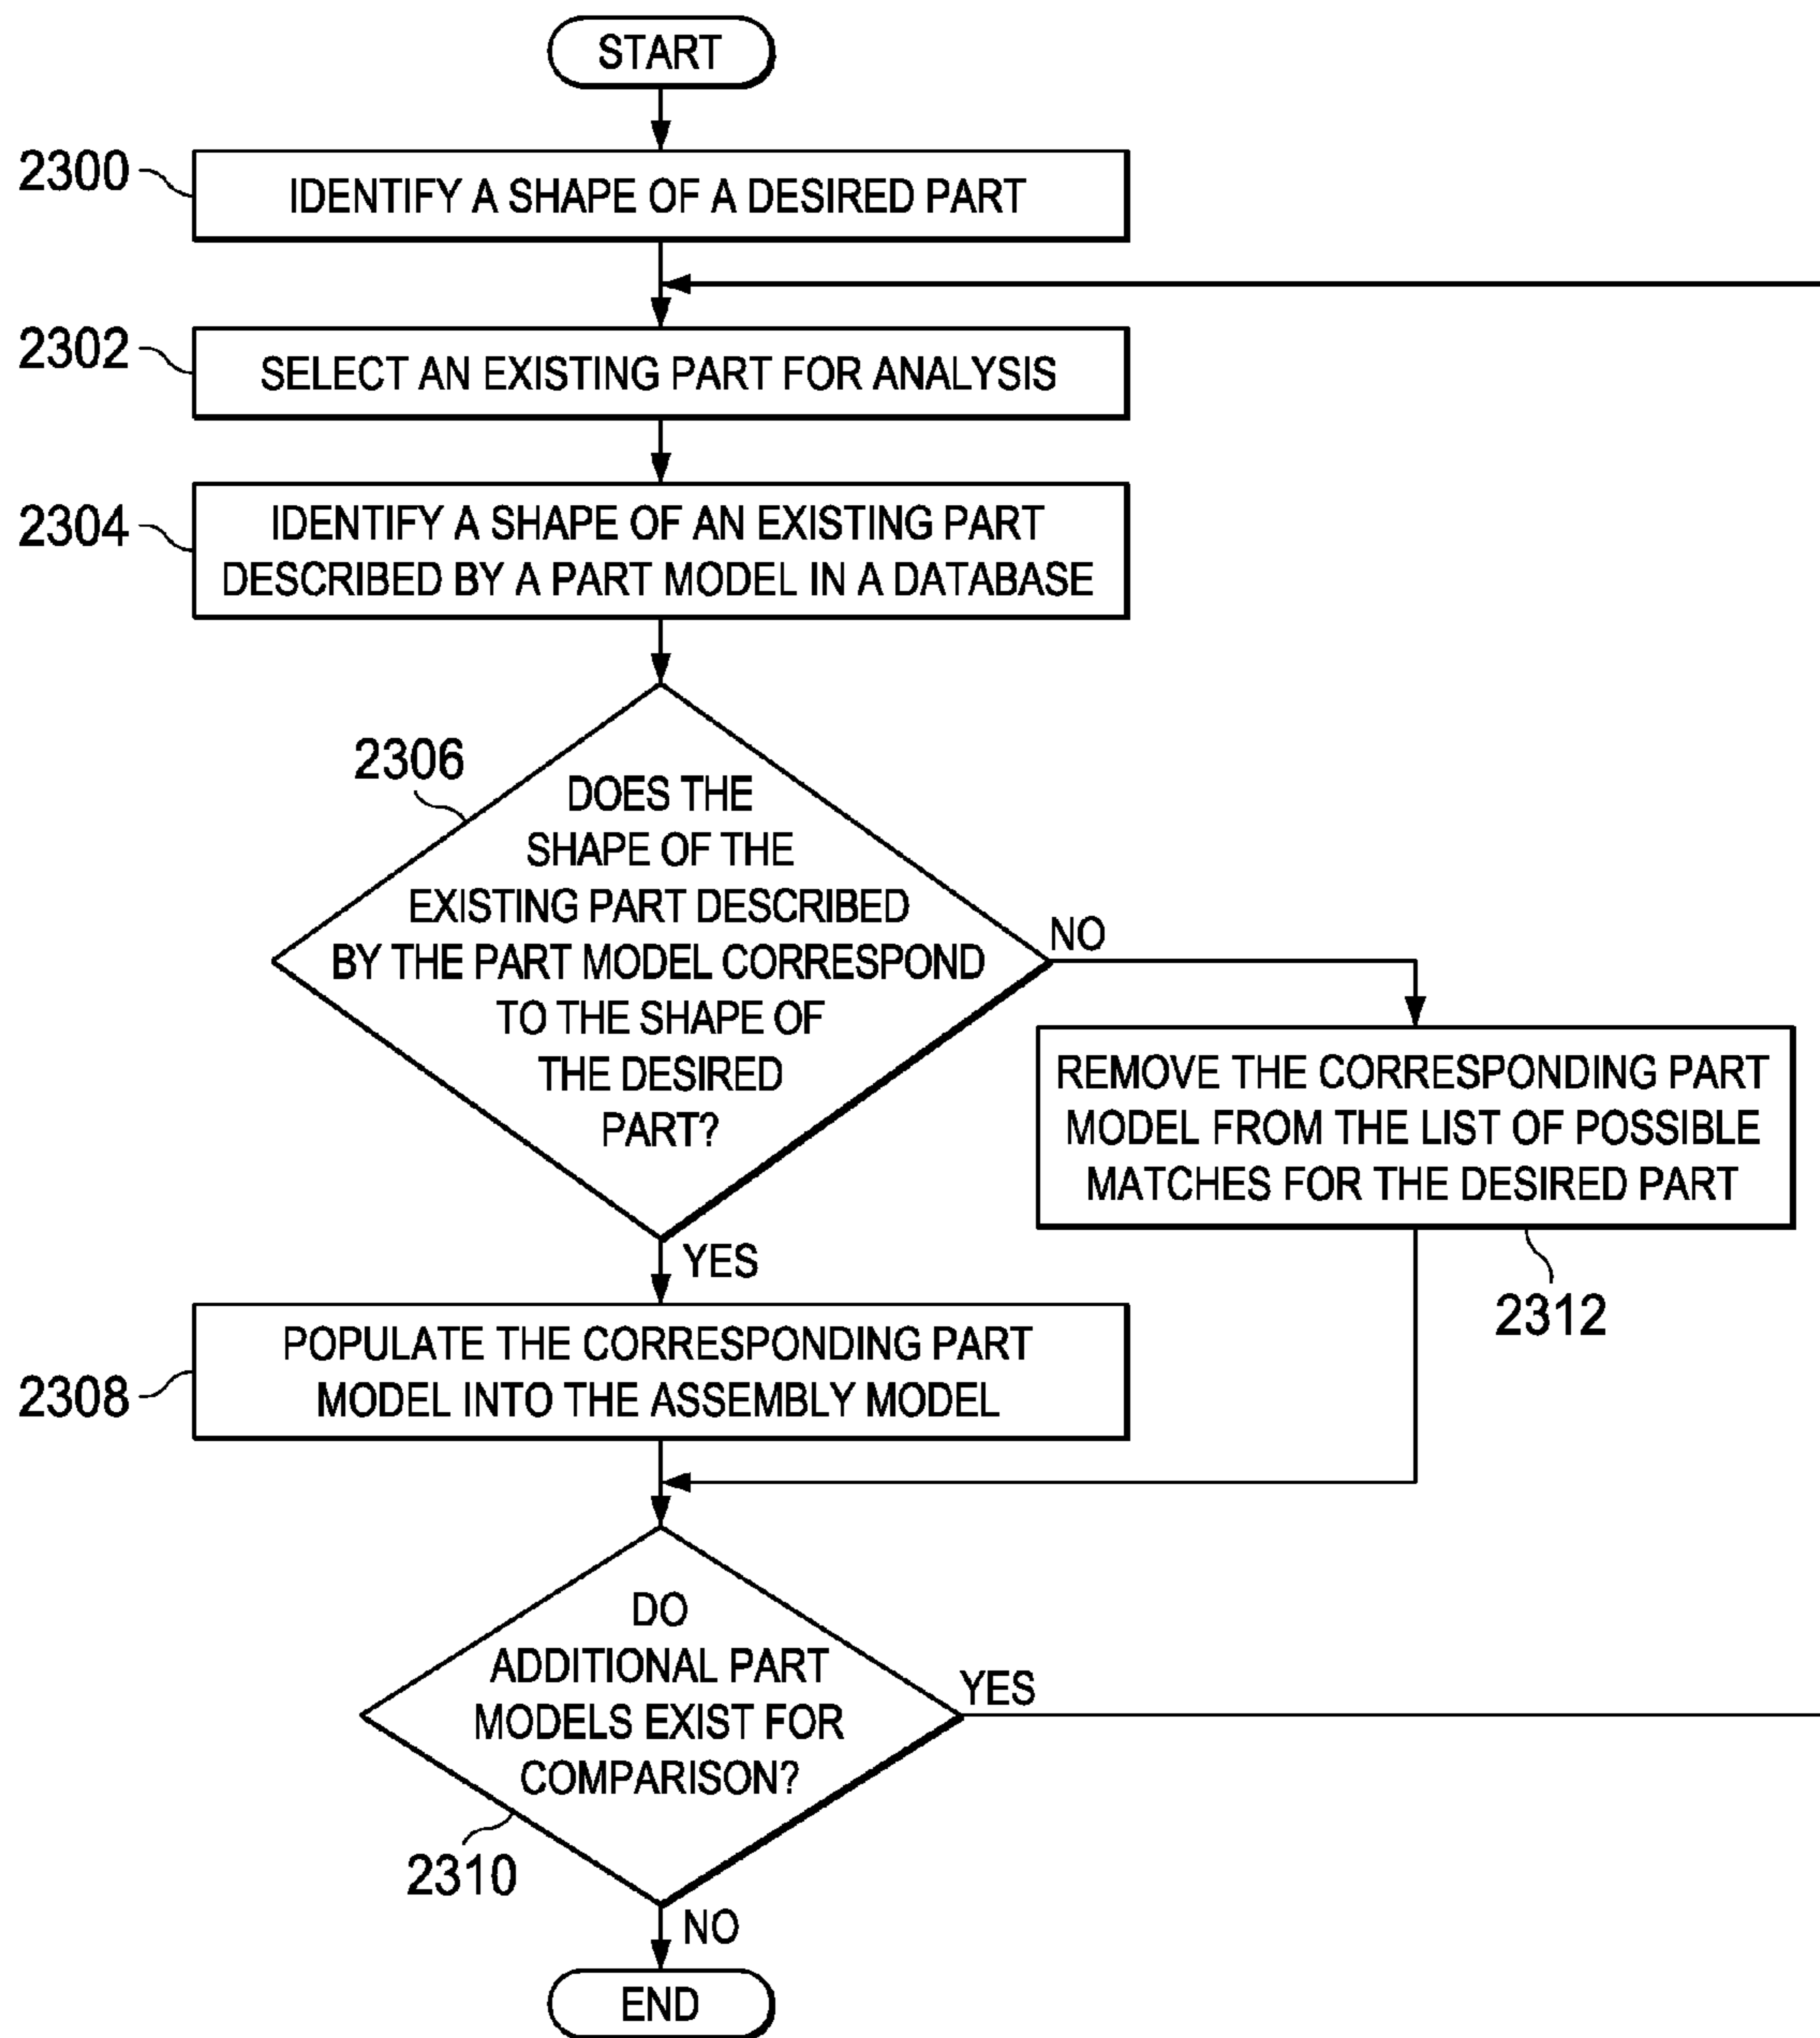 START
2300
IDENTIFY A SHAPE OF A DESIRED PART
2302
SELECT AN EXISTING PART FOR ANALYSIS
2304
IDENTIFY A SHAPE OF AN EXISTING PART
DESCRIBED BY A PART MODEL IN A DATABASE
2306
DOES THE
SHAPE OF THE
EXISTING PART DESCRIBED
BY THE PART MODEL CORRESPOND
TO THE SHAPE OF
THE DESIRED
PART?
NO
REMOVE THE CORRESPONDING PART
MODEL FROM THE LIST OF POSSIBLE
MATCHES FOR THE DESIRED PART
2312
YES
2308
POPULATE THE CORRESPONDING PART
MODEL INTO THE ASSEMBLY MODEL
DO
ADDITIONAL PART
MODELS EXIST FOR
COMPARISON?
YES
2310
NO
END